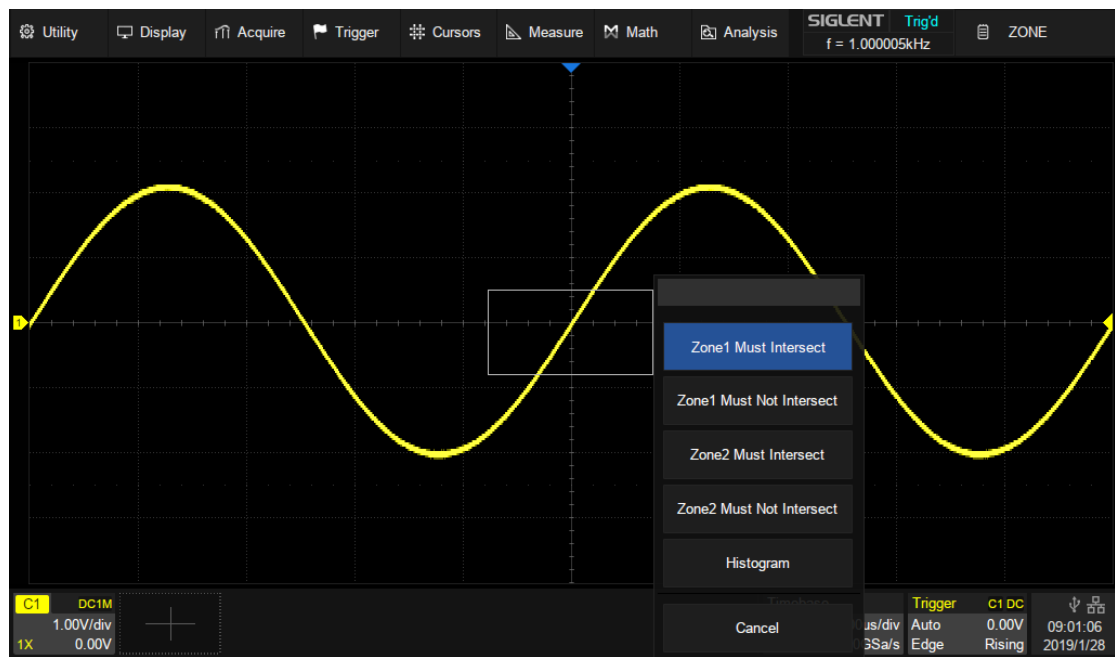 Utility Display Acquire Trigger Cursors Measure Math Analysis SIGLENT Trig'd ZONE
f = 1.000005kHz
1
Zone1 Must Intersect
Zone1 Must Not Intersect
Zone2 Must Intersect
Zone2 Must Not Intersect
Histogram
Cancel
C1 DC1M
1.00V/div
1X 0.00V
Timebase
us/div
GSa/s
Trigger C1 DC
Auto 0.00V
Edge Rising
09:01:06
2019/1/28